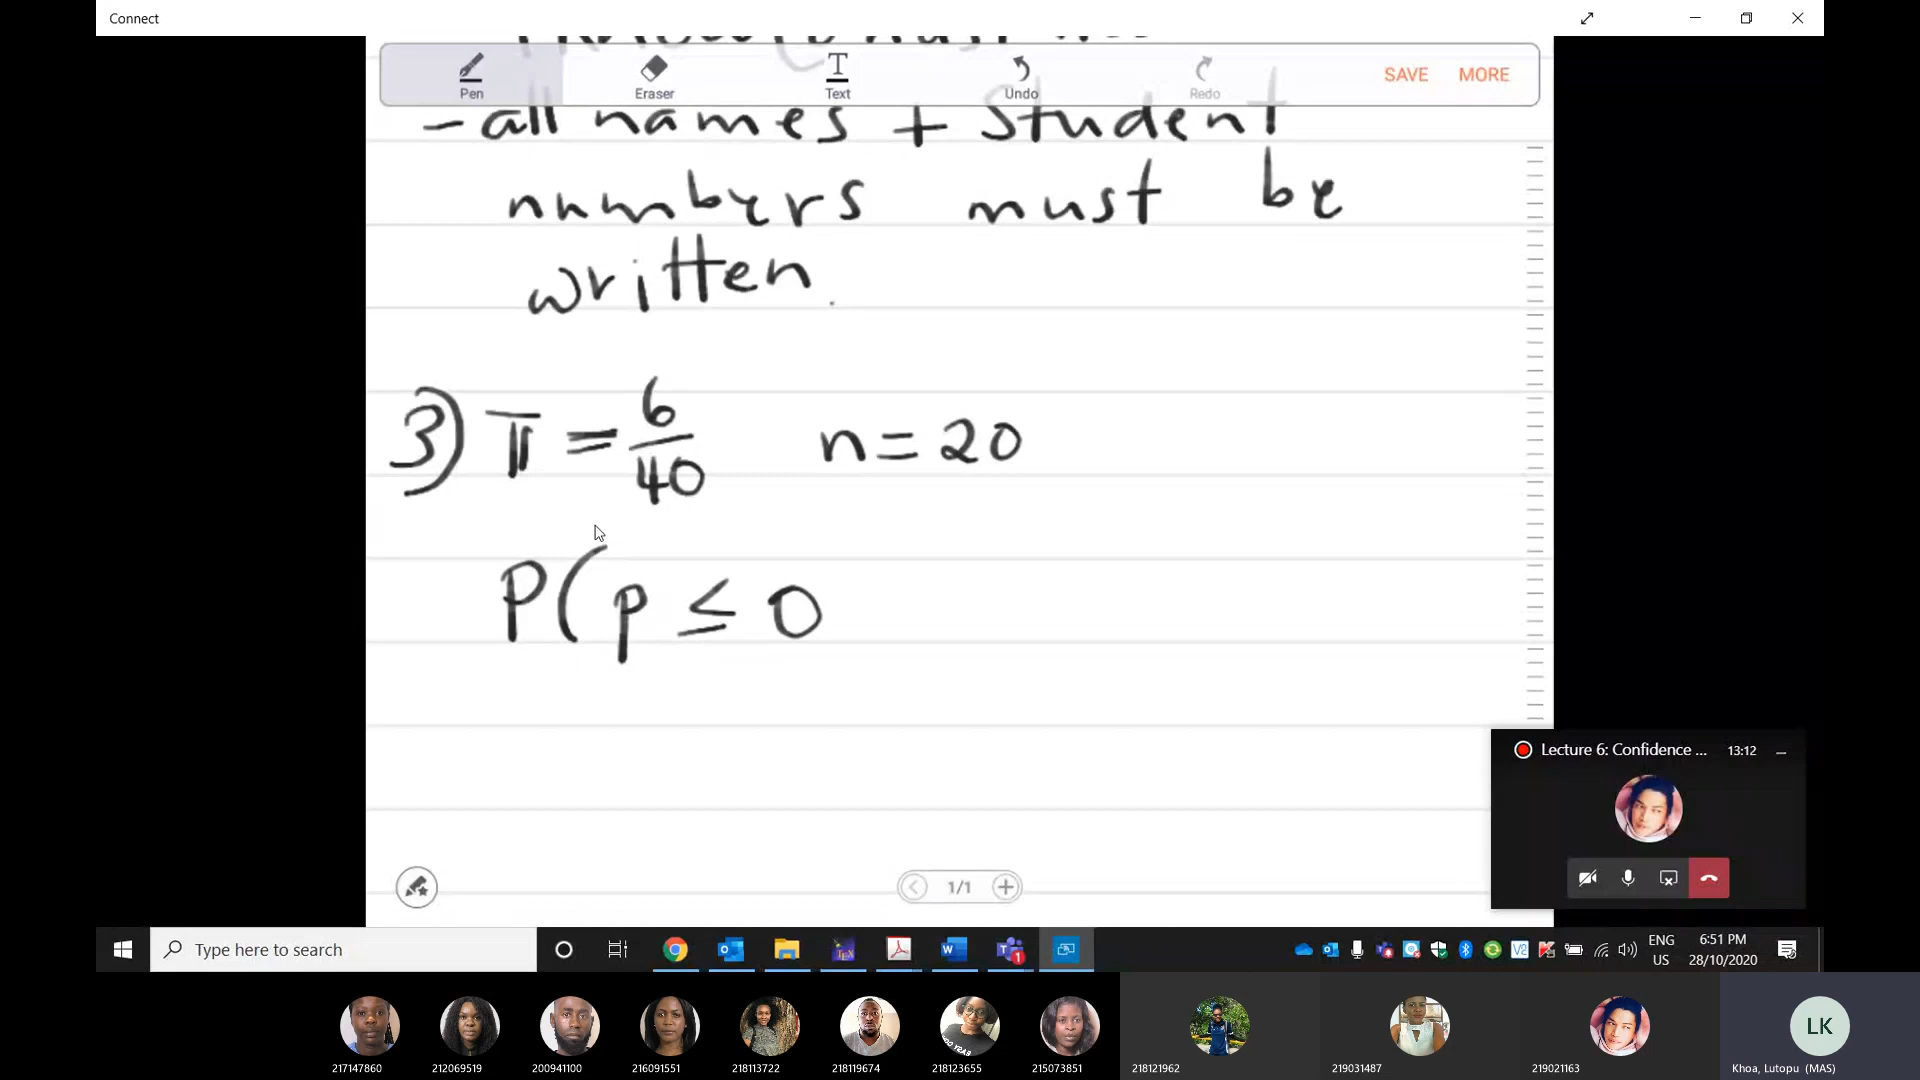 Connect
Pen
Eraser
Text
Undo
Redo
SAVE
MORE
- all names + Student
numbers must be
written.
3) π = 6/40 n = 20
P( p ≤ 0
Lecture 6: Confidence ...
13:12
1/1
Type here to search
1
ENG
US
6:51 PM
28/10/2020
217147860
212069519
200941100
216091551
218113722
218119674
218123655
215073851
218121962
219031487
219021163
LK
Khoa, Lutopu (MAS)